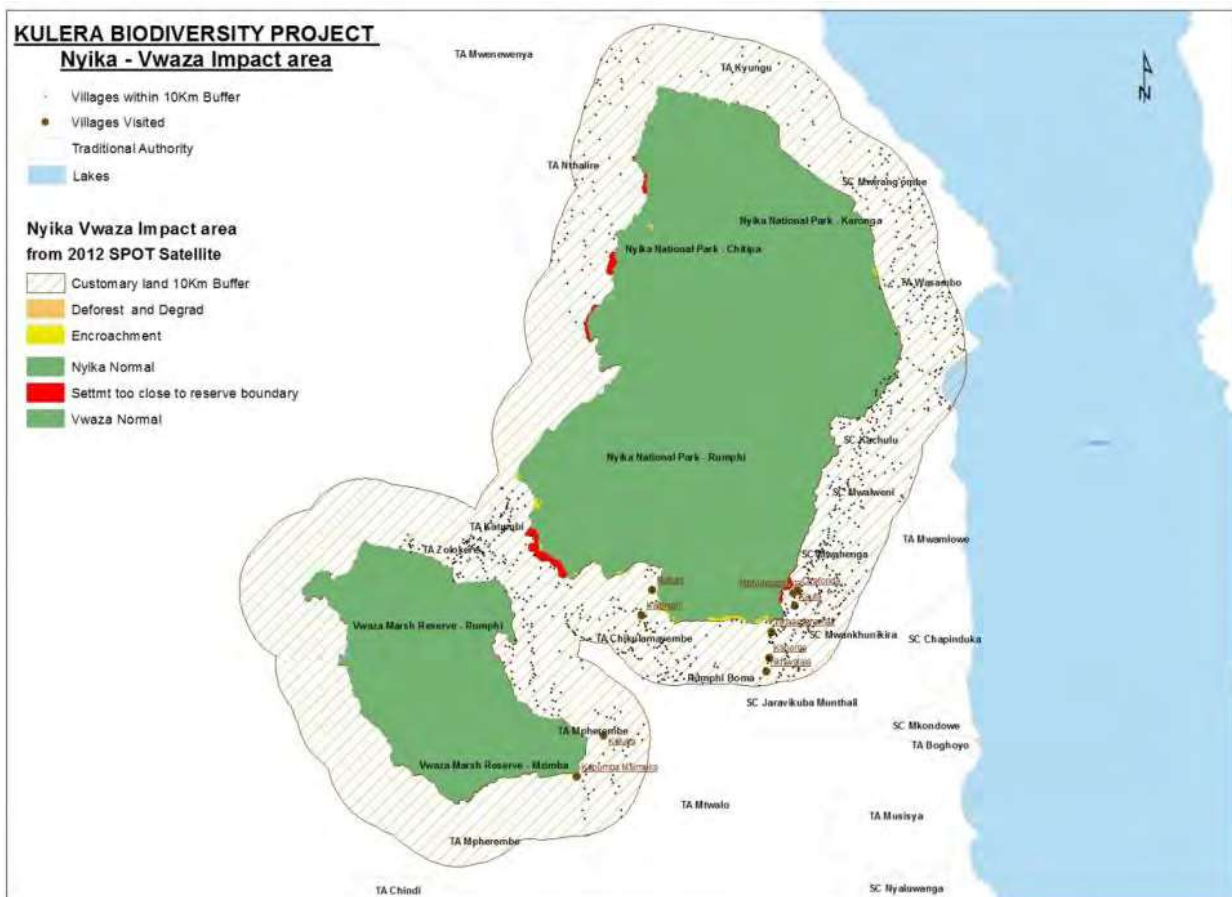 KULERA BIODVERSITY PROJECT
Nyika - Vwaza Impact area
Villages within 10Km Buffer
Villages Visited
Traditional Authority
Lakes
Nyika Vwaza Impact area
from 2012 SPOT Satellite
Customary land 10Km Buffer
Deforest and Degrad
Encroachment
Nyika Normal
Settmt too close to reserve boundary
Vwaza Normal
TA Mwenewenya
TA Kyungu
N
TA Nthalire
SC Mwirang'ombe
Nyika National Park - Karonga
Nyika National Park - Chitipa
TA Wasambo
SC Kachulu
Nyika National Park - Rumphi
SC Mwalweni
TA Katumbi
TA Zolokere
TA Mwamlowe
SC Mwahenga
Vwaza Marsh Reserve - Rumphi
TA Chikulamayembe
SC Mwankhunikira
SC Chapinduka
Rumphi Boma
SC Jaravikuba Munthali
SC Mkondowe
TA Mpherembe
TA Boghoyo
Vwaza Marsh Reserve - Mzimba
TA Mtwalo
TA Musisya
TA Mpherembe
TA Chindi
SC Nyaluwanga